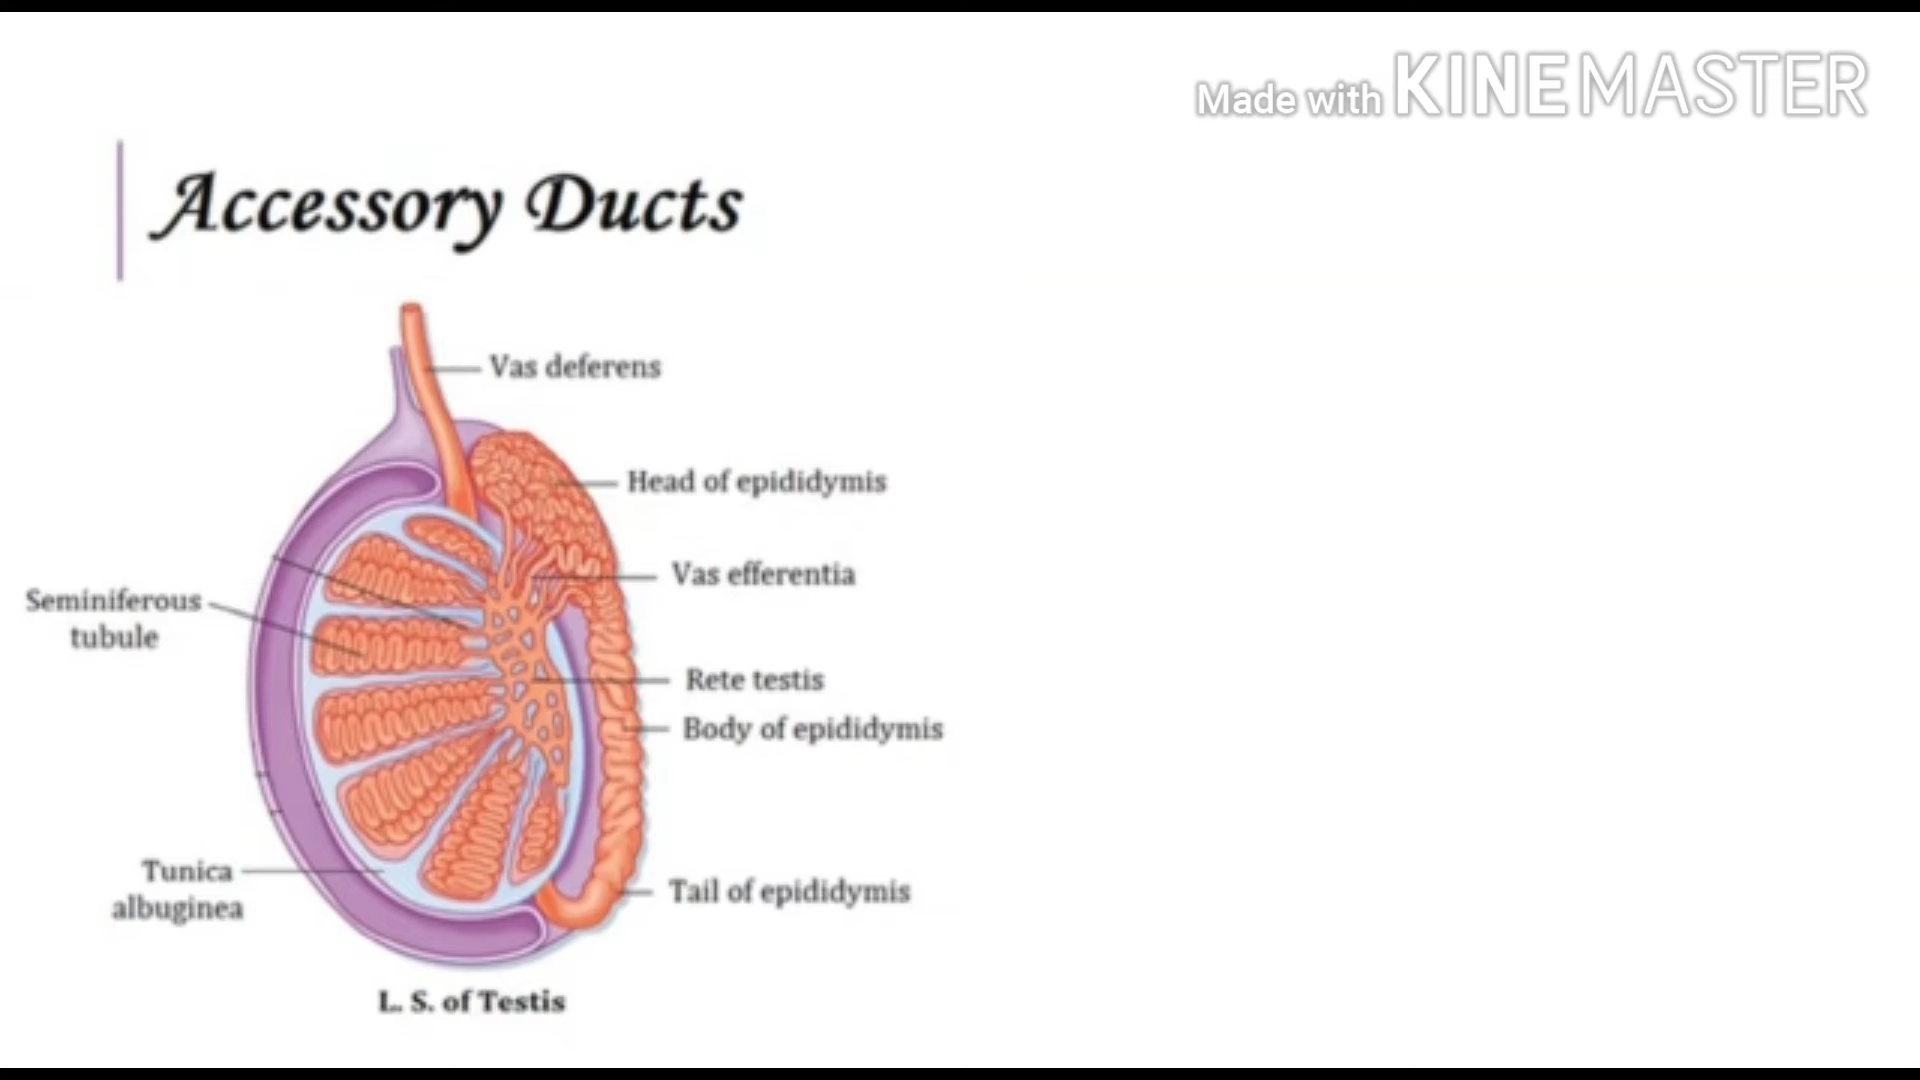 Made with KINEMASTER
Accessory Ducts
Vas deferens
Head of epididymis
Vas efferentia
Seminiferous
tubule
Rete testis
Body of epididymis
Tunica
albuginea
Tail of epididymis
L. S. of Testis